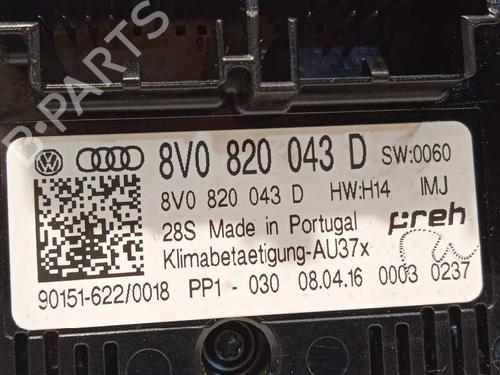 8V0 820 043 D SW:0060
8V0 820 043 D HW:H14 IMJ
28S Made in Portugal preh
Klimabetaetigung-AU37x
90151-622/0018 PP1 - 030 08.04.16 0003 0237
B-PARTS